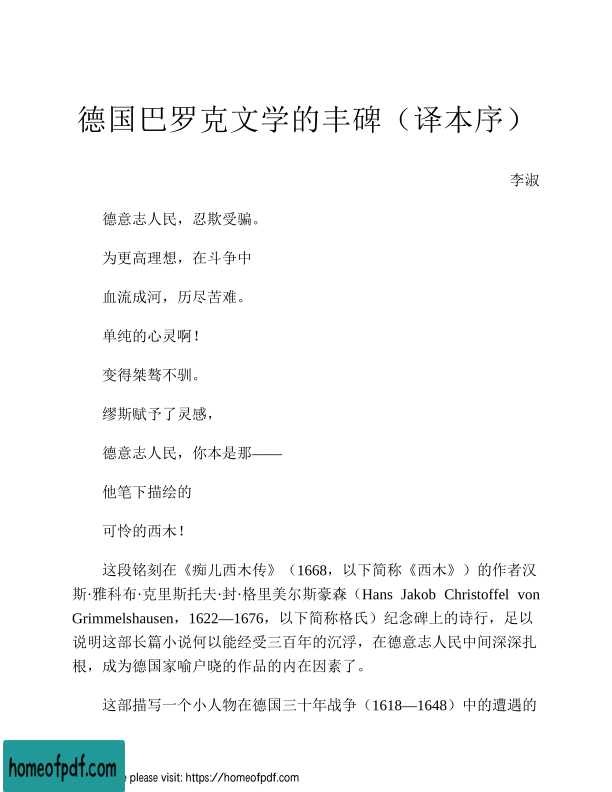 德国巴罗克文学的丰碑（译本序）
李淑
德意志人民，忍欺受骗。
为更高理想，在斗争中
血流成河，历尽苦难。
单纯的心灵啊！
变得桀骜不驯。
缪斯赋予了灵感，
德意志人民，你本是那——
他笔下描绘的
可怜的西木！
这段铭刻在《痴儿西木传》（1668，以下简称《西木》）的作者汉
斯·雅科布·克里斯托夫·封·格里美尔斯豪森（Hans Jakob Christoffel von
Grimmelshausen，1622—1676，以下简称格氏）纪念碑上的诗行，足以
说明这部长篇小说何以能经受三百年的沉浮，在德意志人民中间深深扎
根，成为德国家喻户晓的作品的内在因素了。
这部描写一个小人物在德国三十年战争（1618—1648）中的遭遇的
homeofpdf.com
e please visit: https://homeofpdf.com